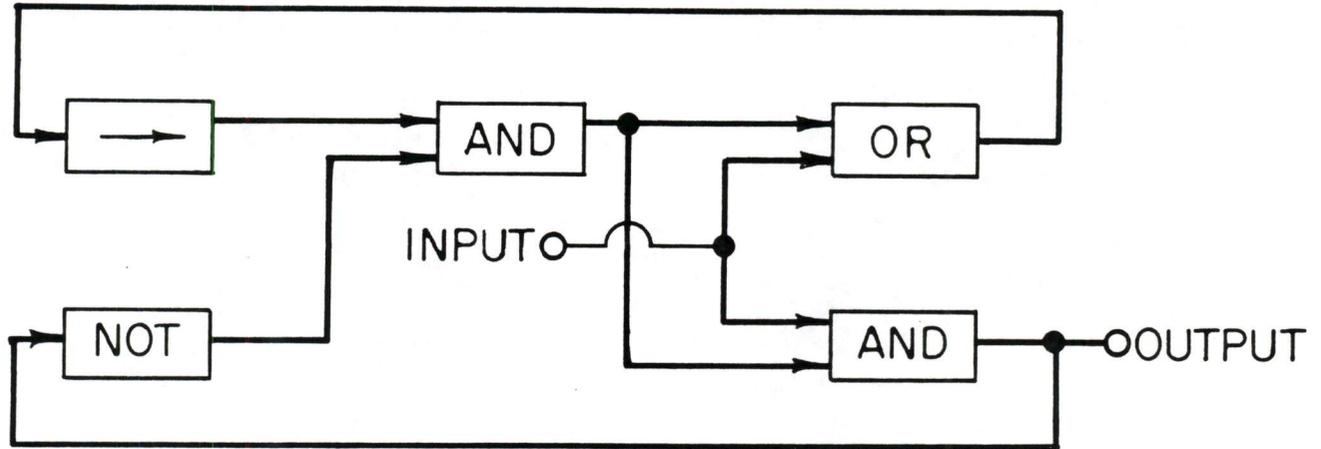 AND
OR
INPUT
NOT
AND
OUTPUT